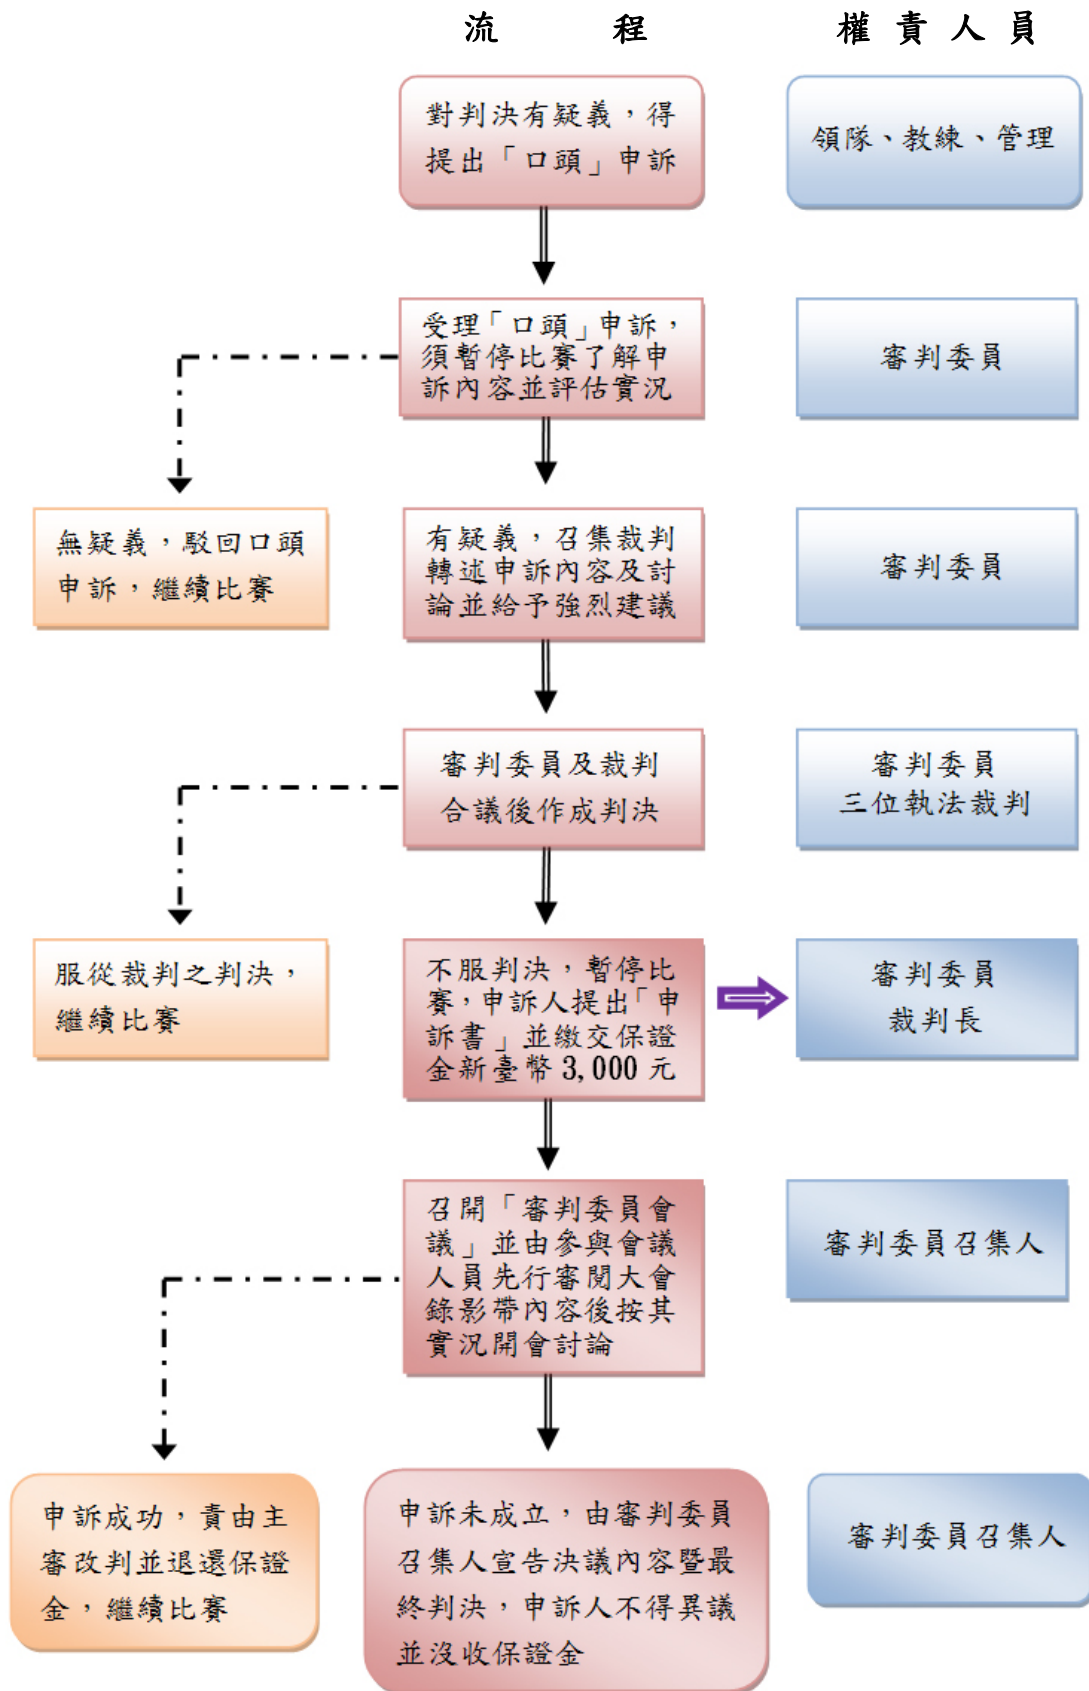 流程 權責人員
對判決有疑義，得
提出「口頭」申訴
領隊、教練、管理
受理「口頭」申訴，
須暫停比賽了解申
訴內容並評估實況
審判委員
無疑義，駁回口頭
申訴，繼續比賽
有疑義，召集裁判
轉述申訴內容及討
論並給予強烈建議
審判委員
審判委員及裁判
合議後作成判決
審判委員
三位執法裁判
服從裁判之判決，
繼續比賽
不服判決，暫停比
賽，申訴人提出「申
訴書」並繳交保證
金新臺幣 3,000 元
審判委員
裁判長
召開「審判委員會
議」並由參與會議
人員先行審閱大會
錄影帶內容後按其
實況開會討論
審判委員召集人
申訴成功，責由主
審改判並退還保證
金，繼續比賽
申訴未成立，由審判委員
召集人宣告決議內容暨最
終判決，申訴人不得異議
並沒收保證金
審判委員召集人